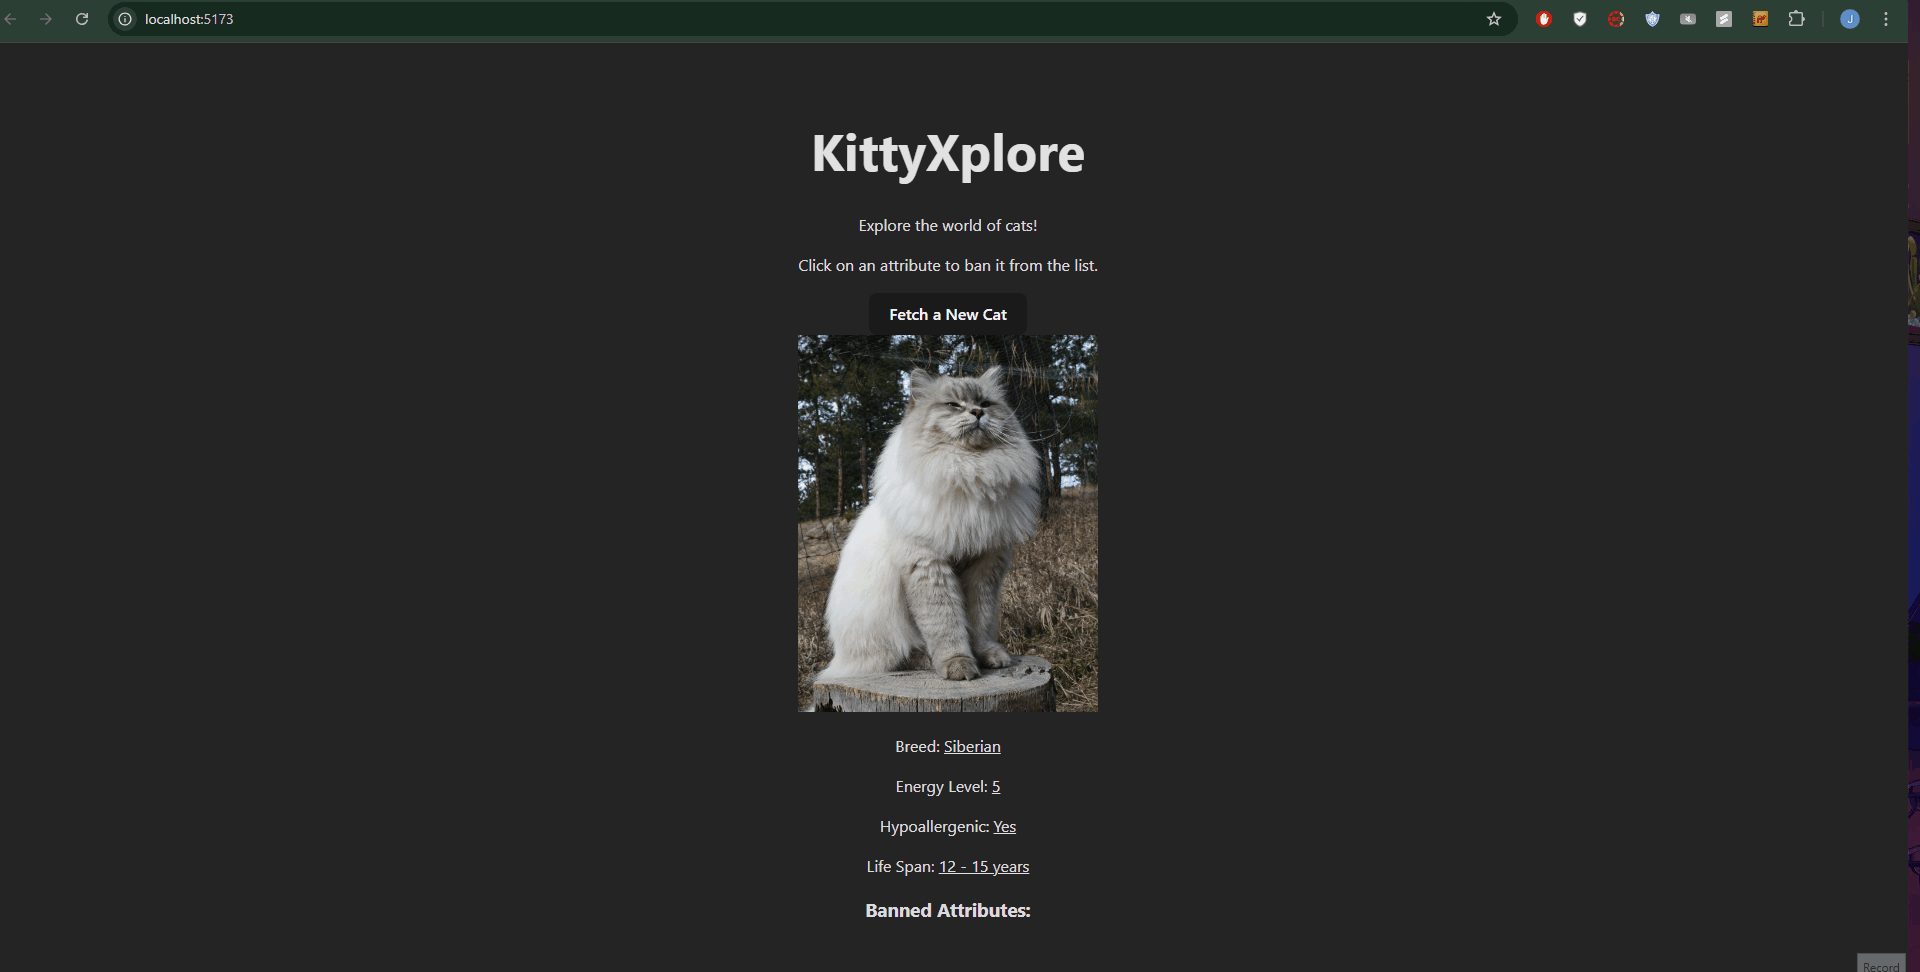 localhost:5173
J
KittyXplore
Explore the world of cats!
Click on an attribute to ban it from the list.
Fetch a New Cat
Breed: Siberian
Energy Level: 5
Hypoallergenic: Yes
Life Span: 12 - 15 years
Banned Attributes:
Record